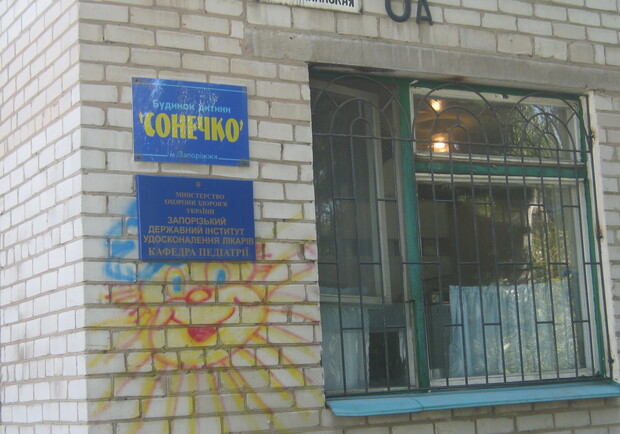 Будинок дитини
"СОНЕЧКО"
м. Запоріжжя
МІНІСТЕРСТВО
ОХОРОНИ ЗДОРОВ'Я
УКРАЇНИ
ЗАПОРІЗЬКИЙ
ДЕРЖАВНИЙ ІНСТИТУТ
УДОСКОНАЛЕННЯ ЛІКАРІВ
КАФЕДРА ПЕДІАТРІЇ